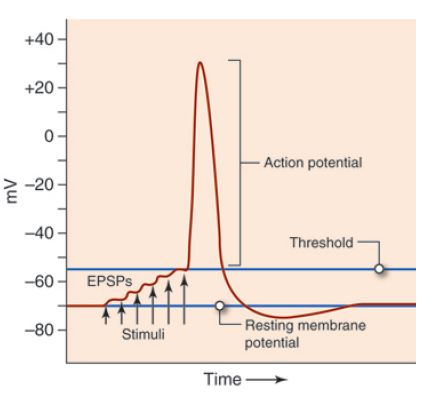 +40
+20
0
mV
–20
–40
–60
–80
Action potential
Threshold
EPSPs
Stimuli
Resting membrane
potential
Time